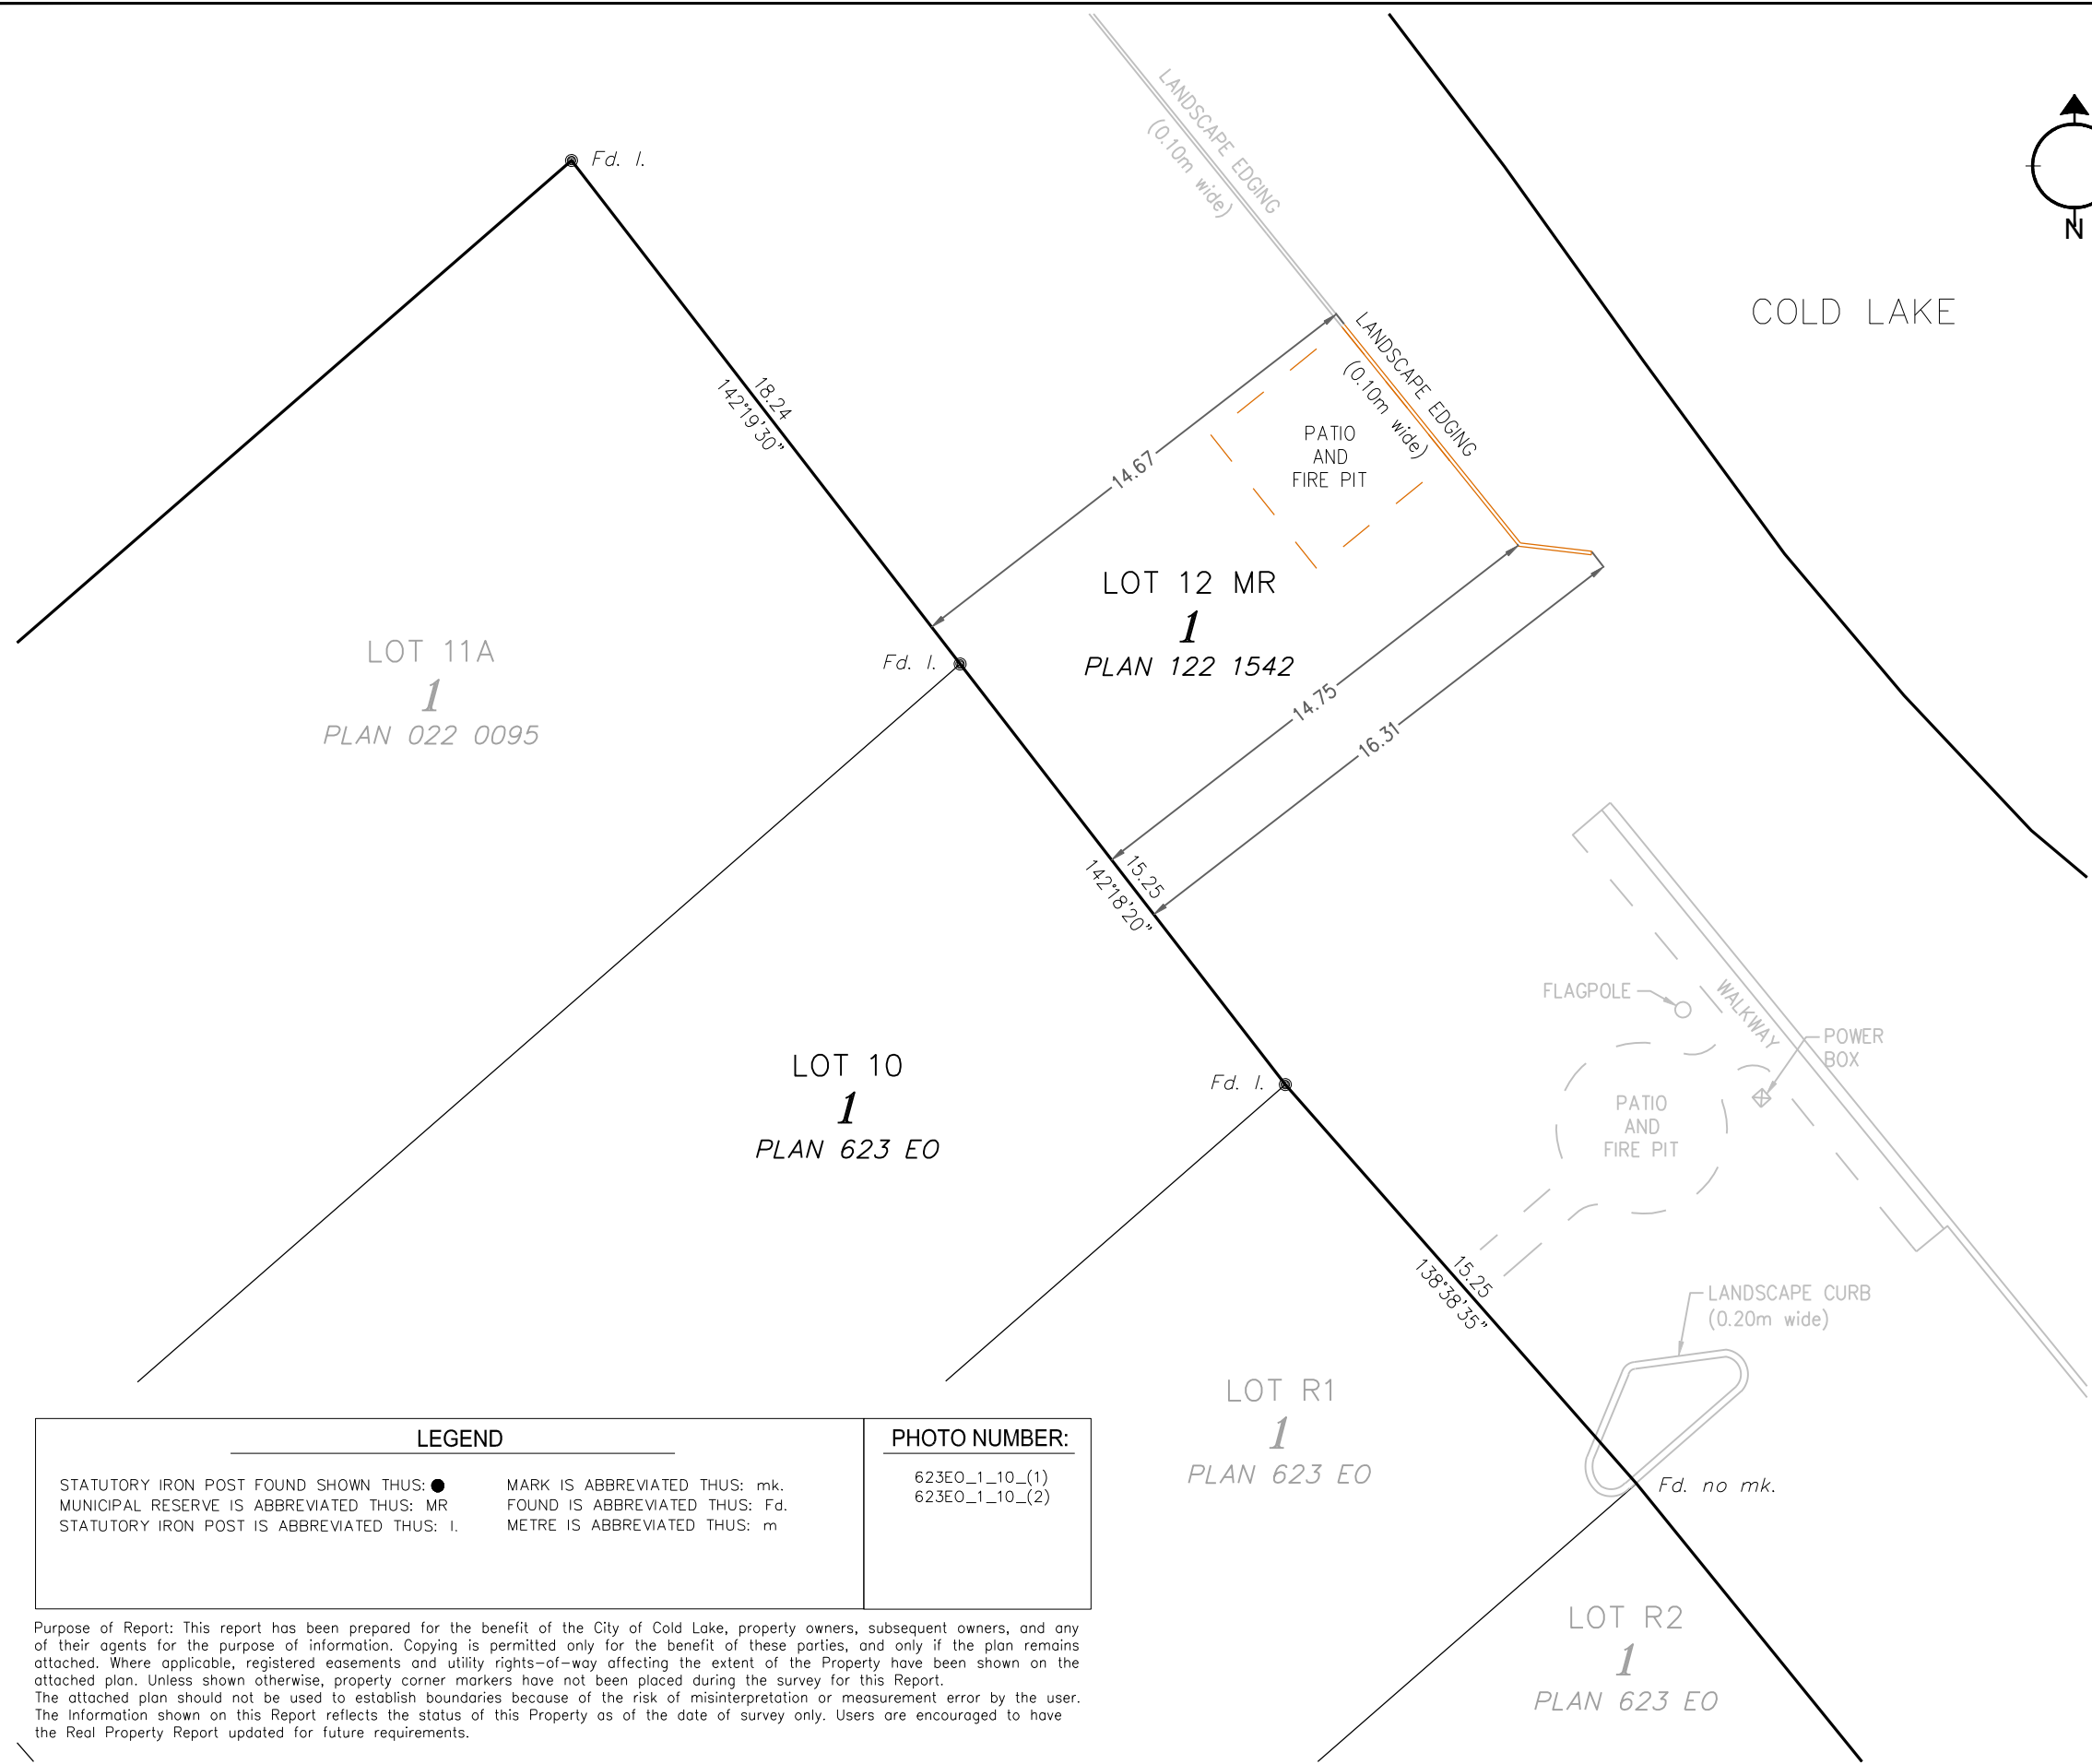 LANDSCAPE EDGING
(0.10m wide)
Fd. I.
N
COLD LAKE
LANDSCAPE EDGING
(0.10m wide)
18.24
142°19'30"
PATIO
AND
FIRE PIT
14.67
LOT 12 MR
1
PLAN 122 1542
LOT 11A
1
PLAN 022 0095
Fd. I.
14.75
16.31
15.25
142°18'20"
FLAGPOLE
WALKWAY
POWER
BOX
LOT 10
1
PLAN 623 EO
Fd. I.
PATIO
AND
FIRE PIT
15.25
138°38'35"
LANDSCAPE CURB
(0.20m wide)
LOT R1
1
PLAN 623 EO
Fd. no mk.
LOT R2
1
PLAN 623 EO
LEGEND
STATUTORY IRON POST FOUND SHOWN THUS:
MUNICIPAL RESERVE IS ABBREVIATED THUS: MR
STATUTORY IRON POST IS ABBREVIATED THUS: I.
MARK IS ABBREVIATED THUS: mk.
FOUND IS ABBREVIATED THUS: Fd.
METRE IS ABBREVIATED THUS: m
PHOTO NUMBER:
623EO_1_10_(1)
623EO_1_10_(2)
Purpose of Report: This report has been prepared for the benefit of the City of Cold Lake, property owners, subsequent owners, and any
of their agents for the purpose of information. Copying is permitted only for the benefit of these parties, and only if the plan remains
attached. Where applicable, registered easements and utility rights-of-way affecting the extent of the Property have been shown on the
attached plan. Unless shown otherwise, property corner markers have not been placed during the survey for this Report.
The attached plan should not be used to establish boundaries because of the risk of misinterpretation or measurement error by the user.
The Information shown on this Report reflects the status of this Property as of the date of survey only. Users are encouraged to have
the Real Property Report updated for future requirements.